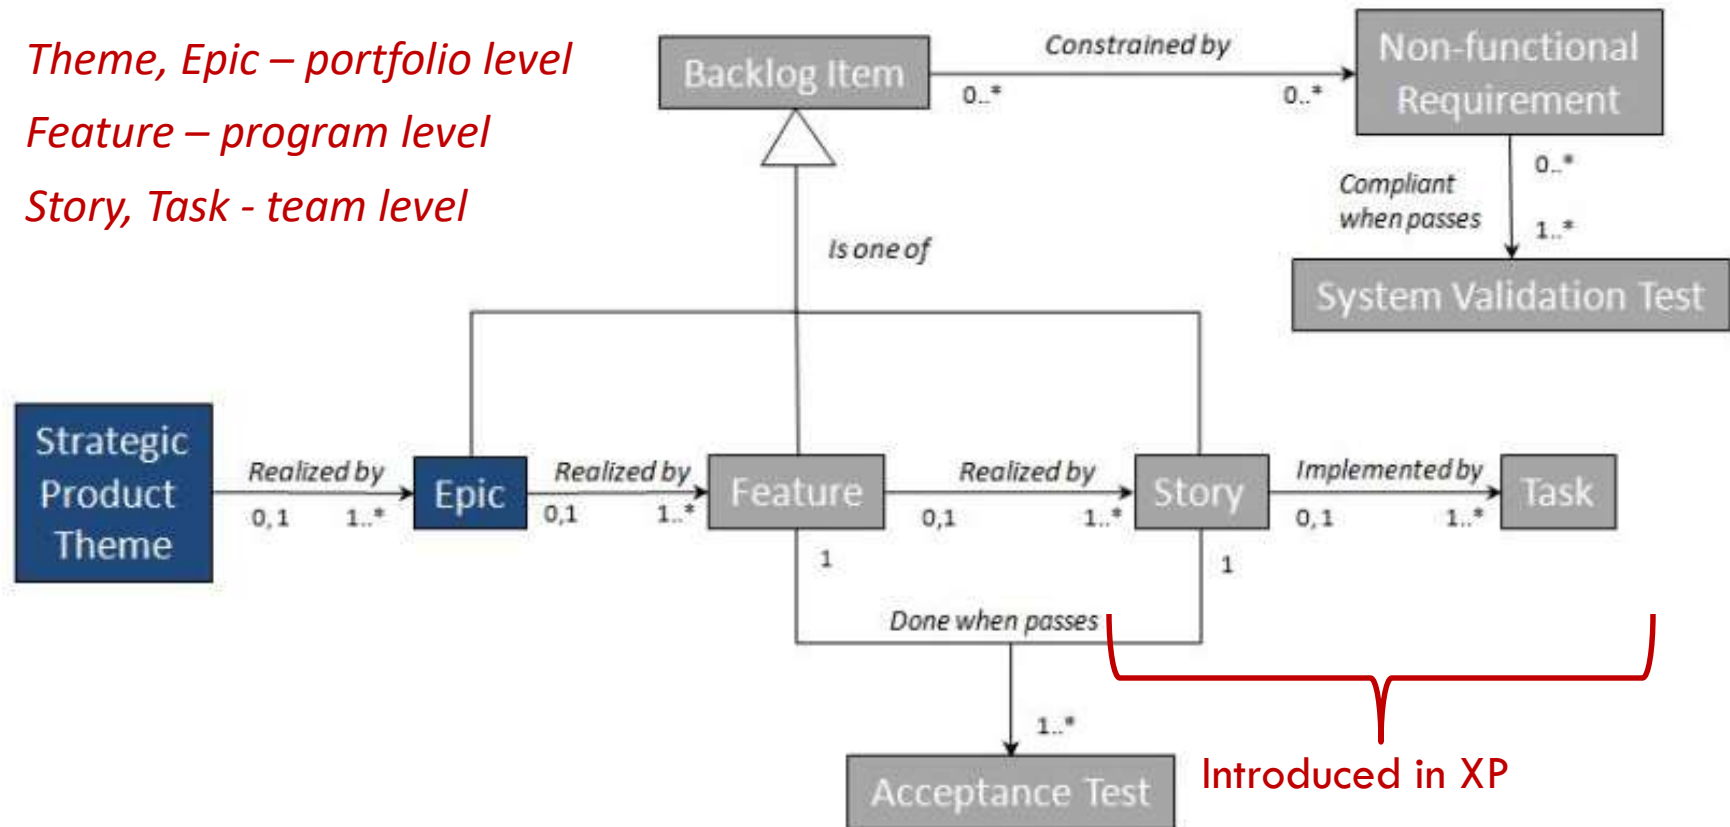 Theme, Epic – portfolio level
Feature – program level
Story, Task - team level
Backlog Item
Constrained by
0..*
0..*
Non-functional
Requirement
0..*
Compliant
when passes
1..*
System Validation Test
Is one of
Strategic
Product
Theme
Realized by
0,1
1..*
Epic
Realized by
0,1
1..*
Feature
Realized by
0,1
1..*
Story
Implemented by
0,1
1..*
Task
1
1
Done when passes
1..*
Acceptance Test
Introduced in XP